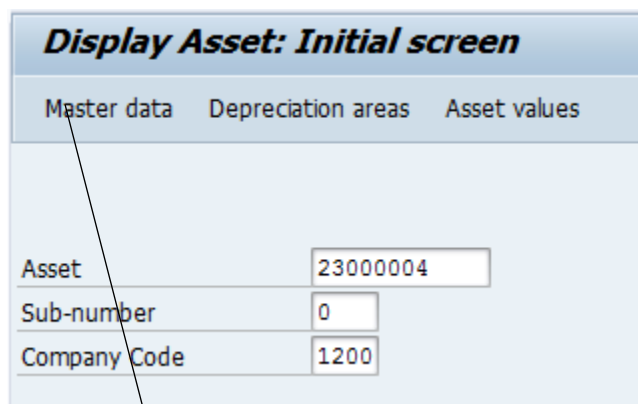 Display Asset: Initial screen
Master data Depreciation areas Asset values
Asset 23000004
Sub-number 0
Company Code 1200